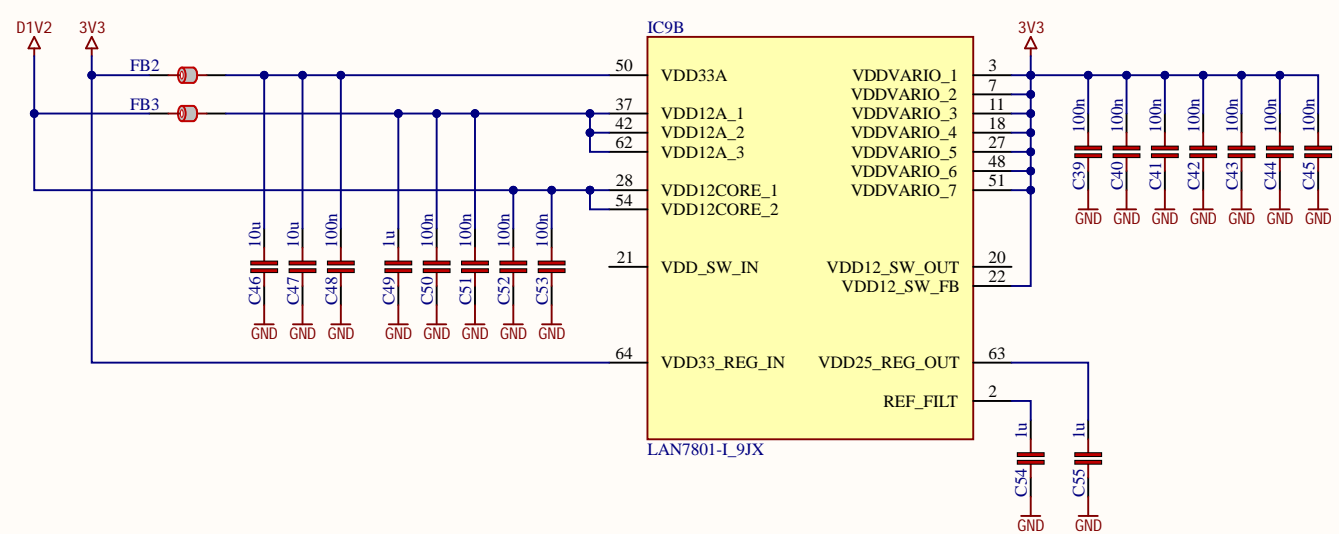 D1V2
3V3
IC9B
3V3
FB2
50
VDD33A
VDDVARIO_1
3
VDDVARIO_2
7
FB3
37
VDD12A_1
VDDVARIO_3
11
42
VDD12A_2
VDDVARIO_4
18
62
VDD12A_3
VDDVARIO_5
27
VDDVARIO_6
48
28
VDD12CORE_1
VDDVARIO_7
51
54
VDD12CORE_2
100n
100n
100n
100n
100n
100n
100n
C39
C40
C41
C42
C43
C44
C45
GND
GND
GND
GND
GND
GND
GND
10u
10u
100n
1u
100n
100n
100n
100n
21
VDD_SW_IN
VDD12_SW_OUT
20
VDD12_SW_FB
22
C46
C47
C48
C49
C50
C51
C52
C53
GND
GND
GND
GND
GND
GND
GND
GND
64
VDD33_REG_IN
VDD25_REG_OUT
63
REF_FILT
2
LAN7801-I_9JX
1u
1u
C54
C55
GND
GND